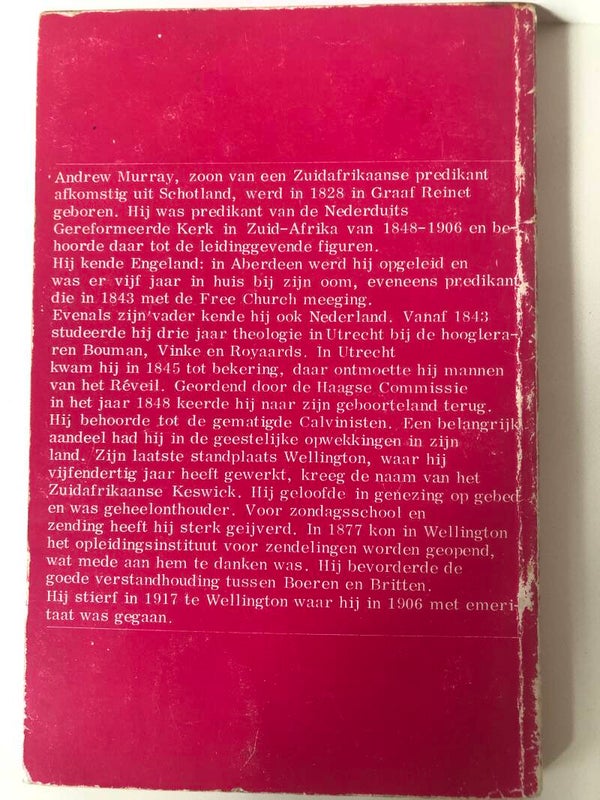 Andrew Murray, zoon van een Zuidafrikaanse predikant
afkomstig uit Schotland, werd in 1828 in Graaf Reinet
geboren. Hij was predikant van de Nederduits
Gereformeerde Kerk in Zuid-Afrika van 1848-1906 en be-
hoorde daar tot de leidinggevende figuren.
Hij kende Engeland: in Aberdeen werd hij opgeleid en
was er vijf jaar in huis bij zijn oom, eveneens predikant
die in 1843 met de Free Church meeging.
Evenals zijn vader kende hij ook Nederland. Vanaf 1843
studeerde hij drie jaar theologie in Utrecht bij de hooglera-
ren Bouman, Vinke en Royaards. In Utrecht
kwam hij in 1845 tot bekering, daar ontmoette hij mannen
van het Réveil. Geordend door de Haagse Commissie
in het jaar 1848 keerde hij naar zijn geboorteland terug.
Hij behoorde tot de gematigde Calvinisten. Een belangrijk
aandeel had hij in de geestelijke opwekkingen in zijn
land. Zijn laatste standplaats Wellington, waar hij
vijfendertig jaar heeft gewerkt, kreeg de naam van het
Zuidafrikaanse Keswick. Hij geloofde in genezing op gebed
en was geheelonthouder. Voor zondagsschool en
zending heeft hij sterk geijverd. In 1877 kon in Wellington
het opleidingsinstituut voor zendelingen worden geopend,
wat mede aan hem te danken was. Hij bevorderde de
goede verstandhouding tussen Boeren en Britten.
Hij stierf in 1917 te Wellington waar hij in 1906 met emeri-
taat was gegaan.